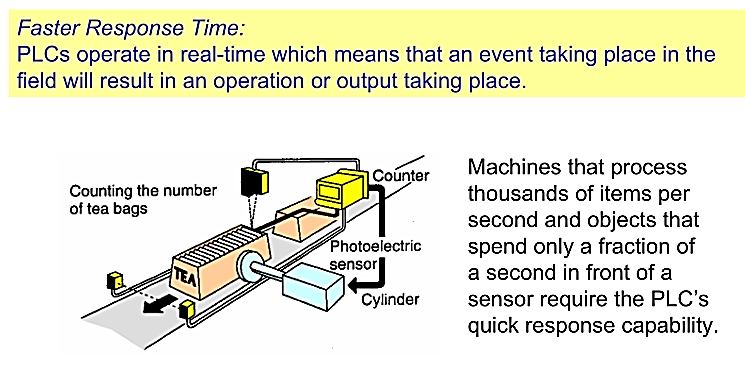 Faster Response Time:
PLCs operate in real-time which means that an event taking place in the
field will result in an operation or output taking place.
Counting the number
of tea bags
Counter
Photoelectric
sensor
Cylinder
TEA
Machines that process
thousands of items per
second and objects that
spend only a fraction of
a second in front of a
sensor require the PLC's
quick response capability.